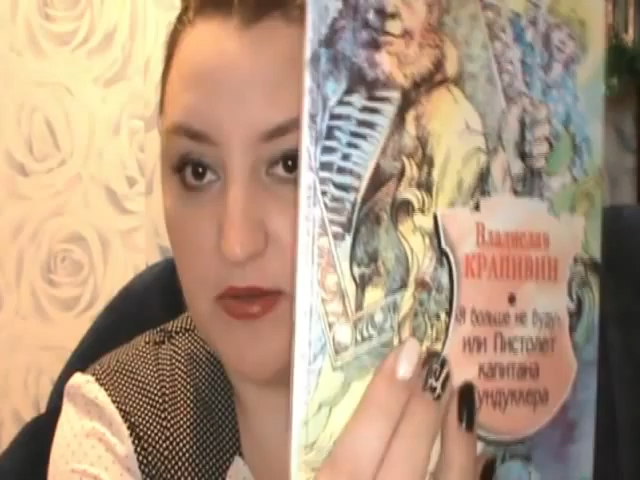 Владислав
КРАПИВИН
•
«Я больше не буду»
или Пистолет
капитана
ундуклера